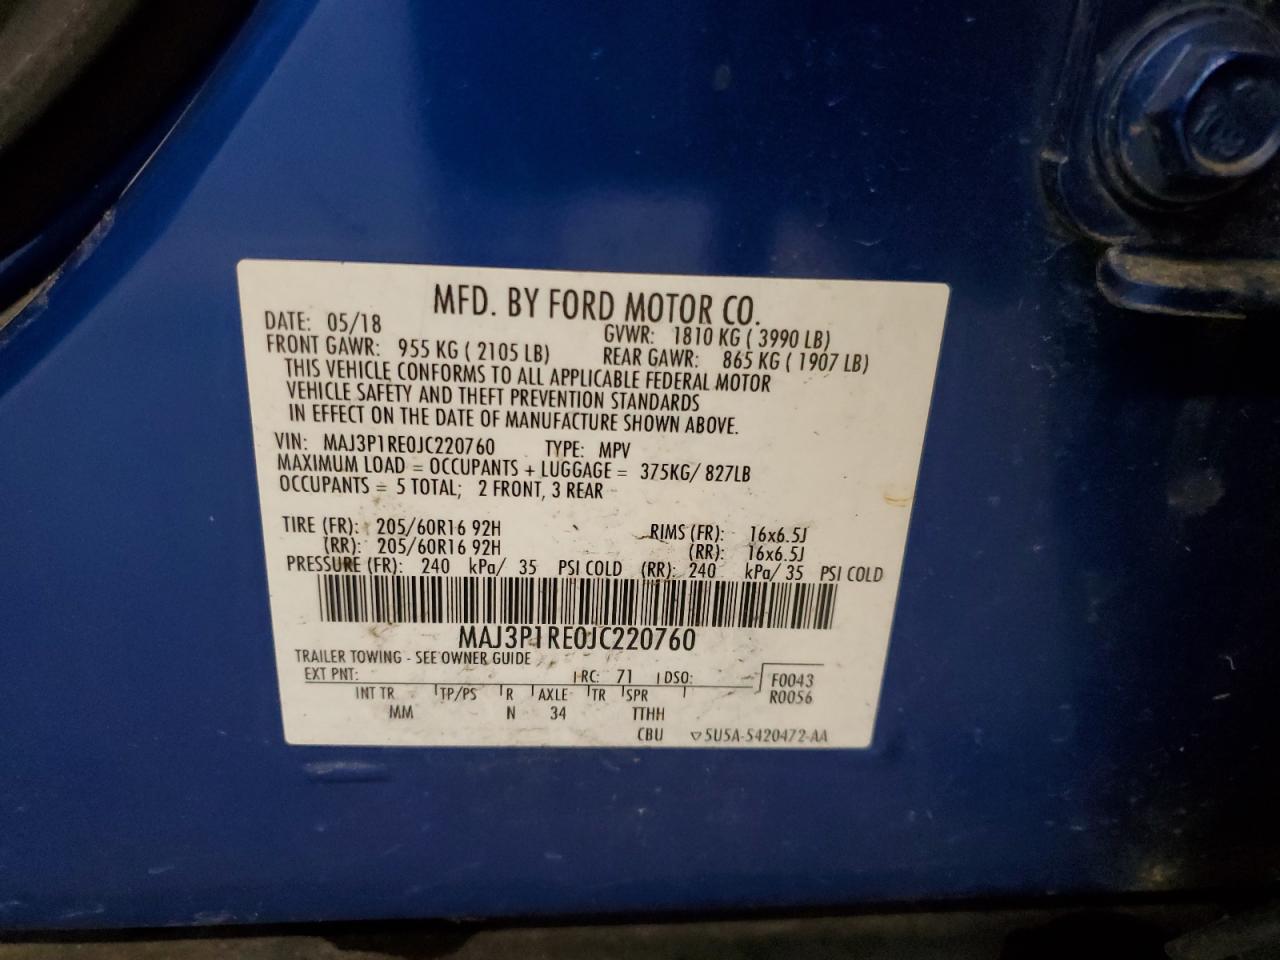 MFD. BY FORD MOTOR CO.
DATE: 05/18 GVWR: 1810 KG ( 3990 LB)
FRONT GAWR: 955 KG ( 2105 LB) REAR GAWR: 865 KG ( 1907 LB)
THIS VEHICLE CONFORMS TO ALL APPLICABLE FEDERAL MOTOR
VEHICLE SAFETY AND THEFT PREVENTION STANDARDS
IN EFFECT ON THE DATE OF MANUFACTURE SHOWN ABOVE.
VIN: MAJ3P1RE0JC220760 TYPE: MPV
MAXIMUM LOAD = OCCUPANTS + LUGGAGE = 375KG/ 827LB
OCCUPANTS = 5 TOTAL; 2 FRONT, 3 REAR
TIRE (FR): 205/60R16 92H RIMS (FR): 16x6.5J
(RR): 205/60R16 92H (RR): 16x6.5J
PRESSURE (FR): 240 kPa/ 35 PSI COLD (RR): 240 kPa/ 35 PSI COLD
MAJ3P1RE0JC220760
TRAILER TOWING - SEE OWNER GUIDE
EXT PNT: RC: 71 DSO: F0043
INT TR TP/PS R AXLE TR SPR R0056
MM N 34 TTHH
CBU ▽5U5A-5420472-AA